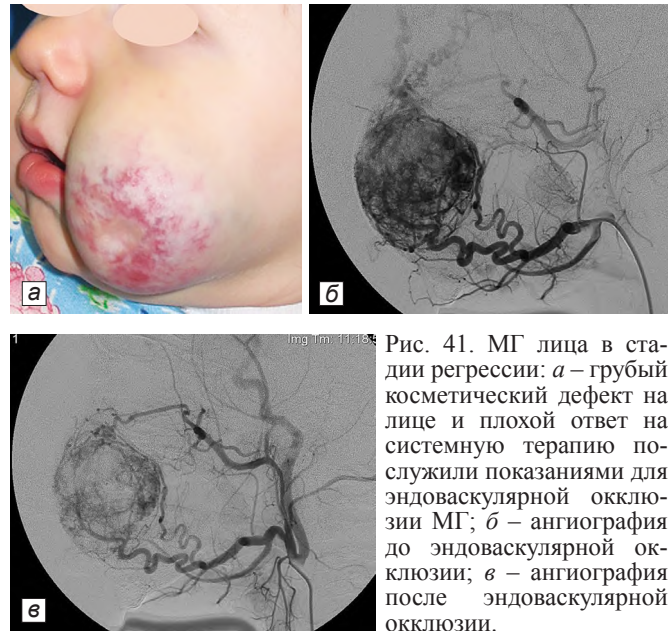 а
б
1
Img Tm: 11:18:5
в
Рис. 41. МГ лица в ста-
дии регрессии: а – грубый
косметический дефект на
лице и плохой ответ на
системную терапию по-
служили показаниями для
эндоваскулярной окклю-
зии МГ; б – ангиография
до эндоваскулярной ок-
клюзии; в – ангиография
после эндоваскулярной
окклюзии.